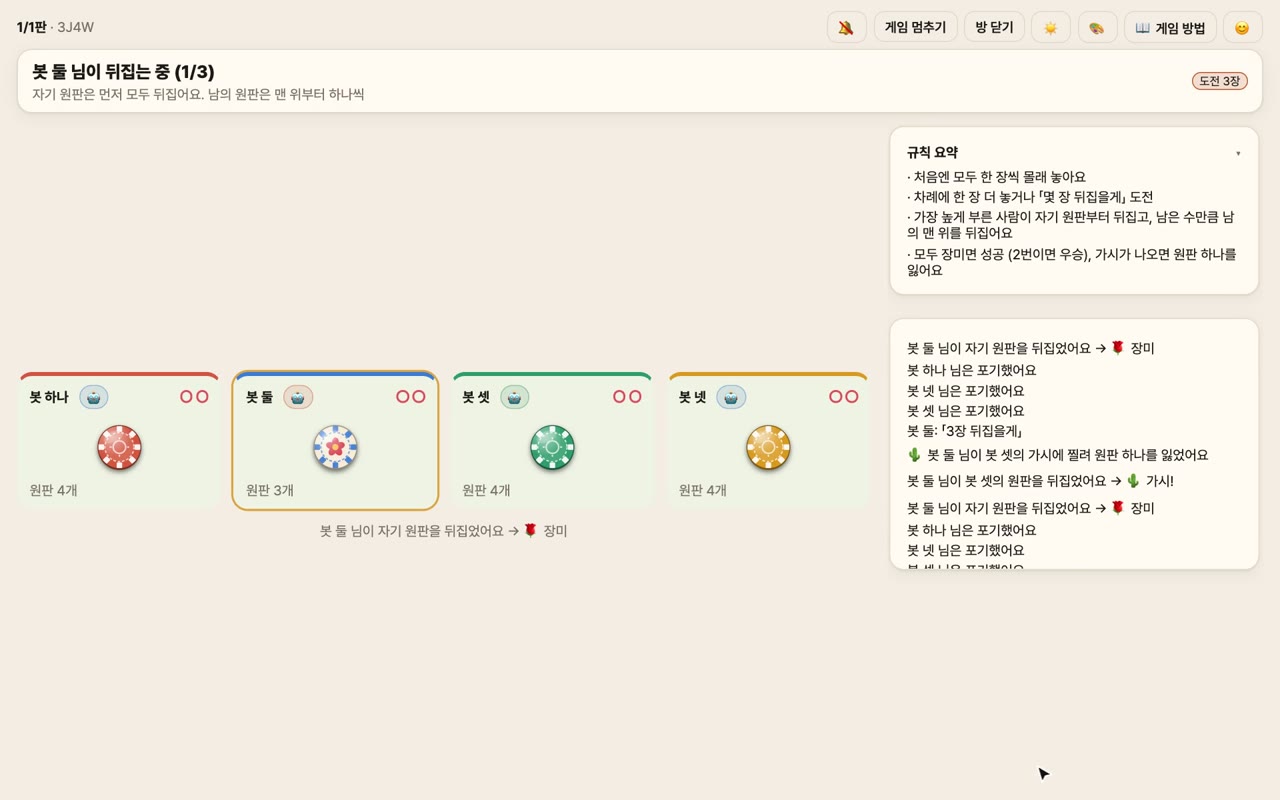 1/1판 · 3J4W
게임 멈추기
방 닫기
게임 방법
봇 둘 님이 뒤집는 중 (1/3)
자기 원판은 먼저 모두 뒤집어요. 남의 원판은 맨 위부터 하나씩
도전 3장
규칙 요약
· 처음엔 모두 한 장씩 몰래 놓아요
· 차례에 한 장 더 놓거나 「몇 장 뒤집을게」 도전
· 가장 높게 부른 사람이 자기 원판부터 뒤집고, 남은 수만큼 남
의 맨 위를 뒤집어요
· 모두 장미면 성공 (2번이면 우승), 가시가 나오면 원판 하나를
잃어요
봇 둘 님이 자기 원판을 뒤집었어요 → 장미
봇 하나 님은 포기했어요
봇 넷 님은 포기했어요
봇 셋 님은 포기했어요
봇 둘: 「3장 뒤집을게」
봇 둘 님이 봇 셋의 가시에 찔려 원판 하나를 잃었어요
봇 둘 님이 봇 셋의 원판을 뒤집었어요 → 가시!
봇 둘 님이 자기 원판을 뒤집었어요 → 장미
봇 하나 님은 포기했어요
봇 넷 님은 포기했어요
봇 셋 님은 포기했어요
봇 하나
원판 4개
봇 둘
원판 3개
봇 셋
원판 4개
봇 넷
원판 4개
봇 둘 님이 자기 원판을 뒤집었어요 → 장미